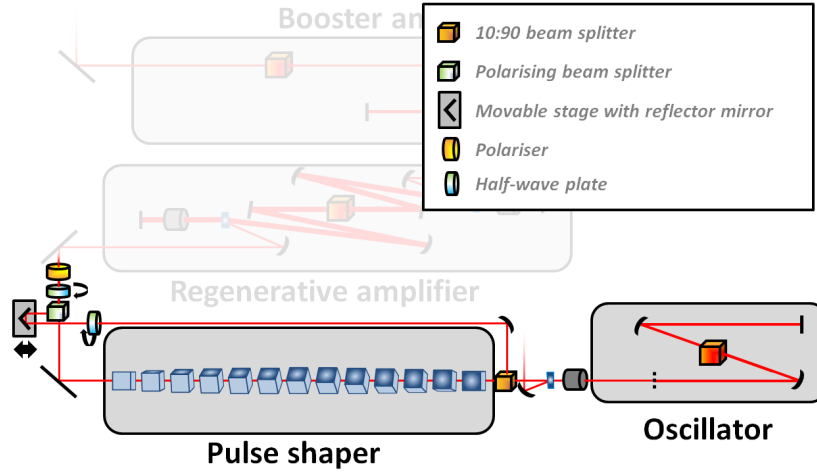 Booster am
10:90 beam splitter
Polarising beam splitter
Movable stage with reflector mirror
Polariser
Half-wave plate
Regenerative amplifier
Oscillator
Pulse shaper